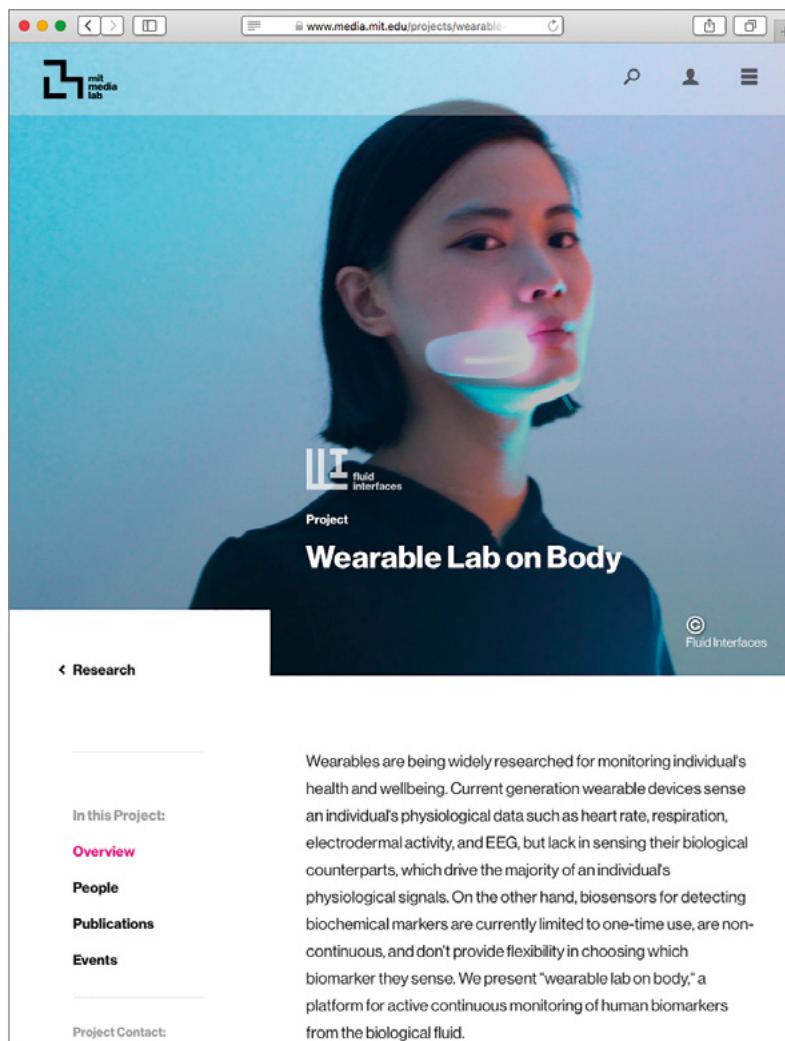 www.media.mit.edu/projects/wearable-
mit
media
lab
fluid
interfaces
Project
Wearable Lab on Body
©
Fluid Interfaces
< Research
In this Project:
Overview
People
Publications
Events
Project Contact:
Wearables are being widely researched for monitoring individual's
health and wellbeing. Current generation wearable devices sense
an individual's physiological data such as heart rate, respiration,
electrodermal activity, and EEG, but lack in sensing their biological
counterparts, which drive the majority of an individual's
physiological signals. On the other hand, biosensors for detecting
biochemical markers are currently limited to one-time use, are non-
continuous, and don't provide flexibility in choosing which
biomarker they sense. We present "wearable lab on body," a
platform for active continuous monitoring of human biomarkers
from the biological fluid.